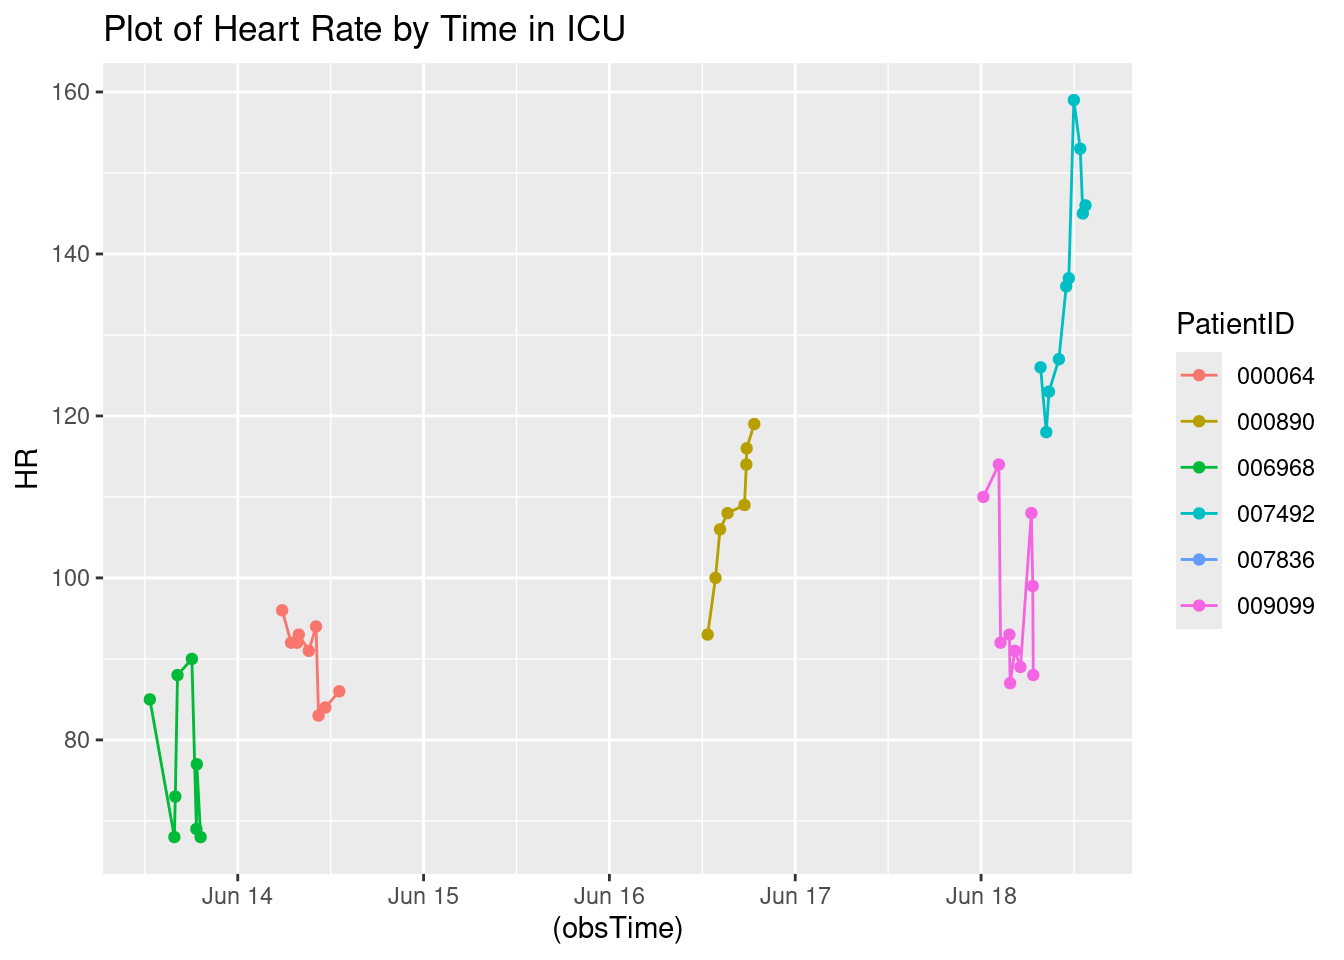 Plot of Heart Rate by Time in ICU
160
140
120
100
80
HR
Jun 14
Jun 15
Jun 16
Jun 17
Jun 18
(obsTime)
PatientID
000064
000890
006968
007492
007836
009099